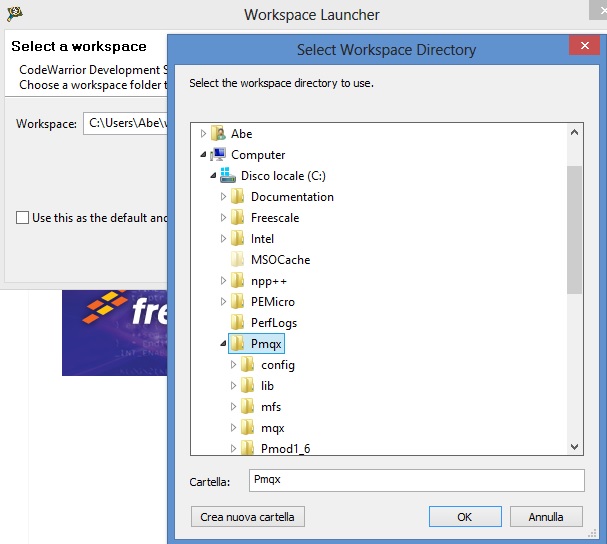 Workspace Launcher
Select a workspace
CodeWarrior Development S
Choose a workspace folder t
Workspace:
C:\Users\Abe\w
Use this as the default and
free
Select Workspace Directory
Select the workspace directory to use.
Abe
Computer
Disco locale (C:)
Documentation
Freescale
Intel
MSOCache
npp++
PEMicro
PerfLogs
Pmqx
config
lib
mfs
mqx
Pmod1_6
Cartella:
Pmqx
Crea nuova cartella
OK
Annulla